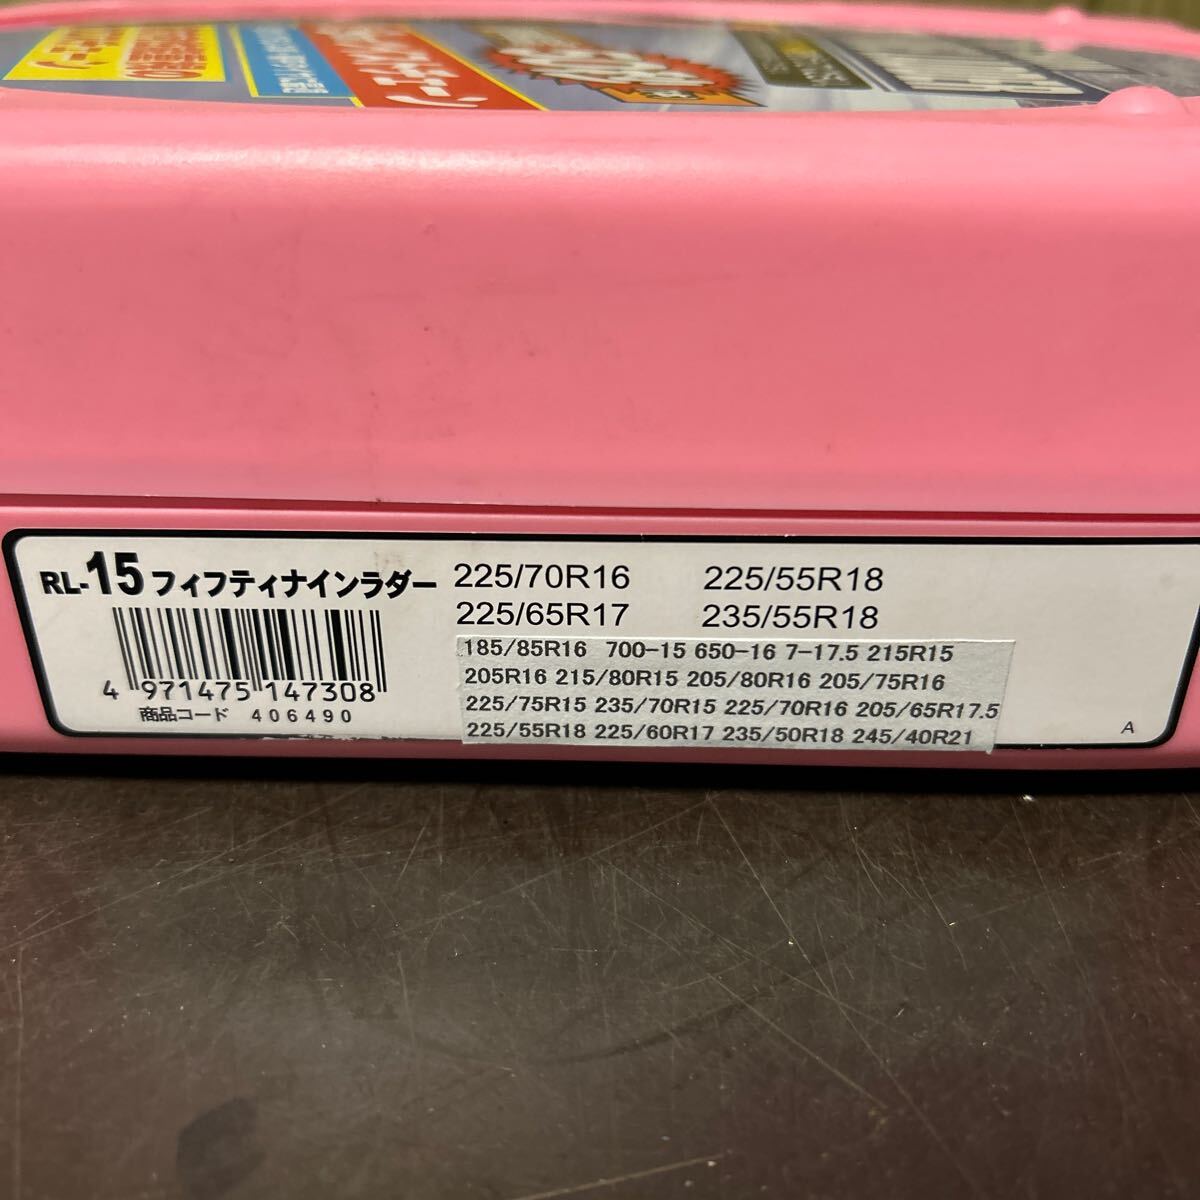 RL-15 フィフティナインラダー
225/70R16 225/55R18
225/65R17 235/55R18
185/85R16 700-15 650-16 7-17.5 215R15
205R16 215/80R15 205/80R16 205/75R16
225/75R15 235/70R15 225/70R16 205/65R17.5
225/55R18 225/60R17 235/50R18 245/40R21
4 971475 147308
商品コード 406490
A